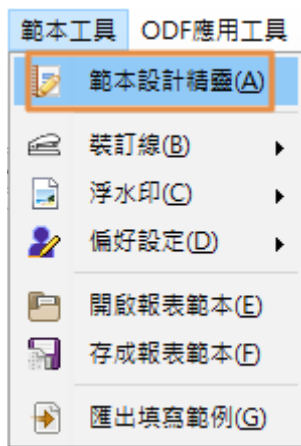 範本工具 ODF應用工具
範本設計精靈(A)
裝訂線(B)
浮水印(C)
偏好設定(D)
開啟報表範本(E)
存成報表範本(F)
匯出填寫範例(G)